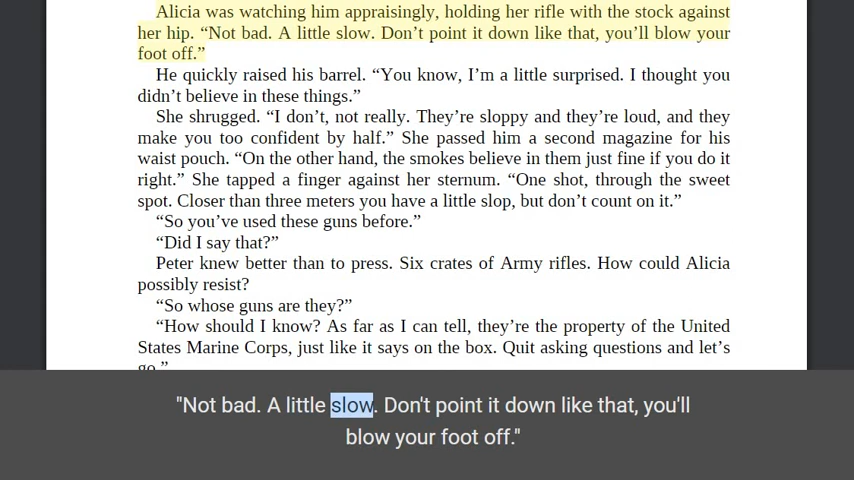 Alicia was watching him appraisingly, holding her rifle with the stock against
her hip. “Not bad. A little slow. Don’t point it down like that, you’ll blow your
foot off.”
He quickly raised his barrel. “You know, I’m a little surprised. I thought you
didn’t believe in these things.”
She shrugged. “I don’t, not really. They’re sloppy and they’re loud, and they
make you too confident by half.” She passed him a second magazine for his
waist pouch. “On the other hand, the smokes believe in them just fine if you do it
right.” She tapped a finger against her sternum. “One shot, through the sweet
spot. Closer than three meters you have a little slop, but don’t count on it.”
“So you’ve used these guns before.”
“Did I say that?”
Peter knew better than to press. Six crates of Army rifles. How could Alicia
possibly resist?
“So whose guns are they?”
“How should I know? As far as I can tell, they’re the property of the United
States Marine Corps, just like it says on the box. Quit asking questions and let’s
go.”
"Not bad. A little slow. Don't point it down like that, you'll
blow your foot off."